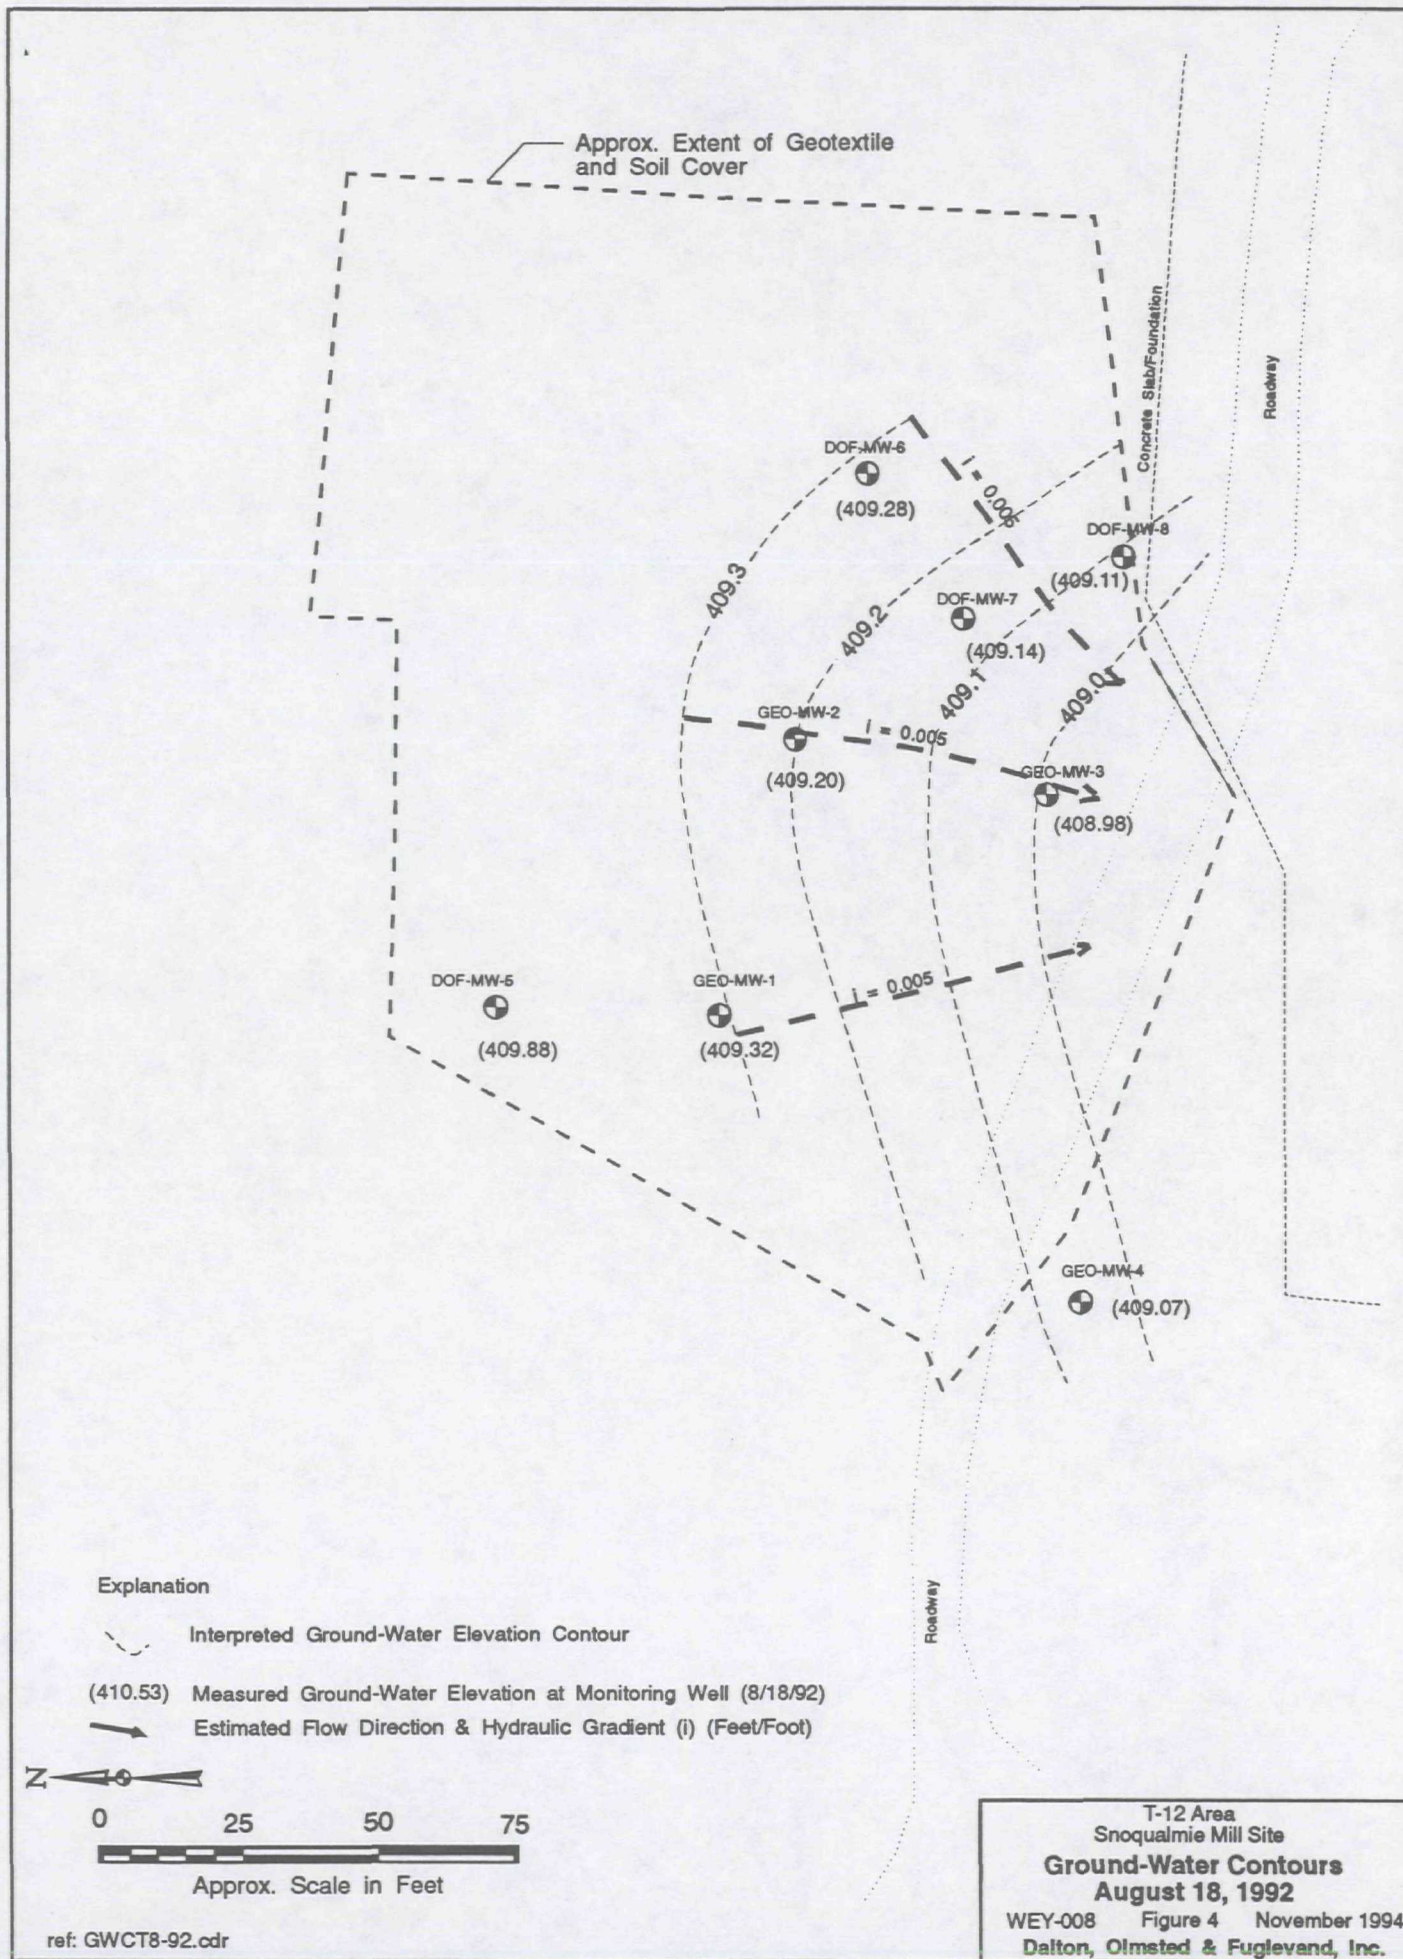 Approx. Extent of Geotextile
and Soil Cover
Concrete Slab/Foundation
Roadway
DOF-MW-6
(409.28)
i = 0.005
DOF-MW-8
(409.11)
409.3
409.2
DOF-MW-7
(409.14)
409.1
409.0
GEO-MW-2
(409.20)
i = 0.005
GEO-MW-3
(408.98)
DOF-MW-5
(409.88)
GEO-MW-1
(409.32)
i = 0.005
GEO-MW-4
(409.07)
Roadway
Explanation
Interpreted Ground-Water Elevation Contour
(410.53) Measured Ground-Water Elevation at Monitoring Well (8/18/92)
Estimated Flow Direction & Hydraulic Gradient (i) (Feet/Foot)
N
0 25 50 75
Approx. Scale in Feet
ref: GWCT8-92.cdr
T-12 Area
Snoqualmie Mill Site
Ground-Water Contours
August 18, 1992
WEY-008 Figure 4 November 1994
Dalton, Olmsted & Fuglevand, Inc.